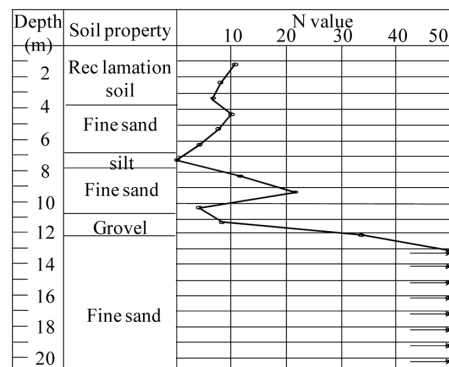 Depth (m) Soil property N value
10 20 30 40 50
2
4
6
8
10
12
14
16
18
20
Rec lamation
soil
Fine sand
silt
Fine sand
Grovel
Fine sand